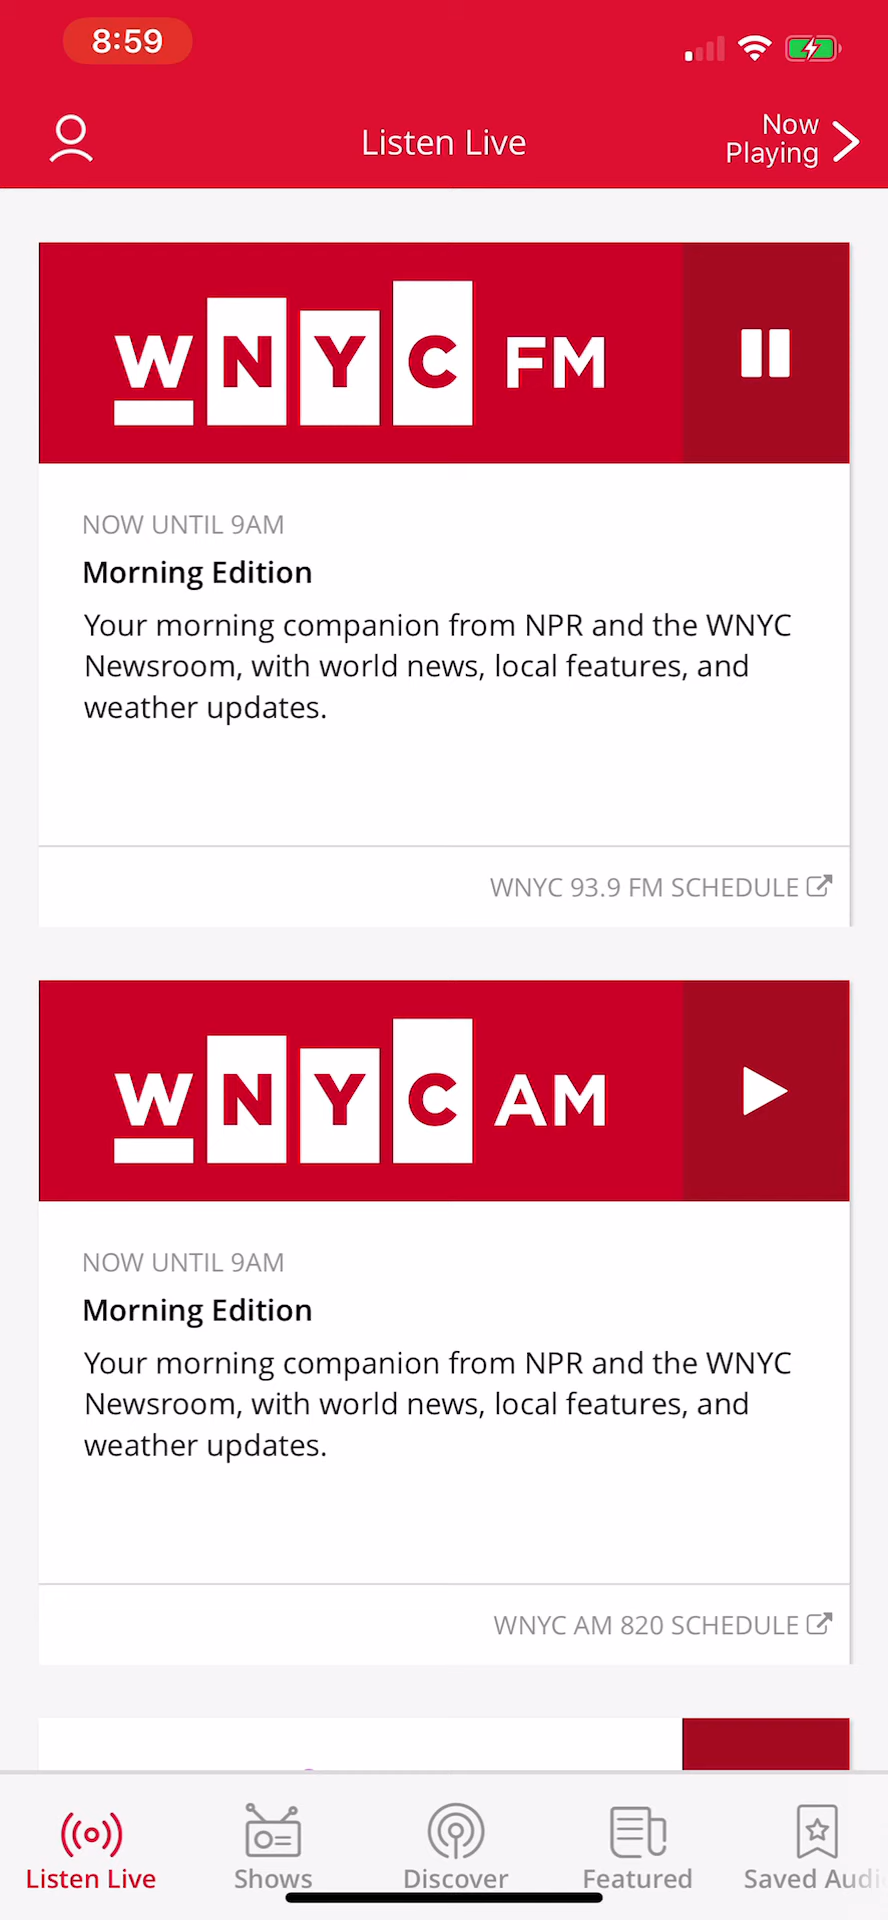 8:59
Listen Live
Now
Playing
WNYC FM
NOW UNTIL 9AM
Morning Edition
Your morning companion from NPR and the WNYC
Newsroom, with world news, local features, and
weather updates.
WNYC 93.9 FM SCHEDULE
WNYC AM
NOW UNTIL 9AM
Morning Edition
Your morning companion from NPR and the WNYC
Newsroom, with world news, local features, and
weather updates.
WNYC AM 820 SCHEDULE
Listen Live
Shows
Discover
Featured
Saved Audi